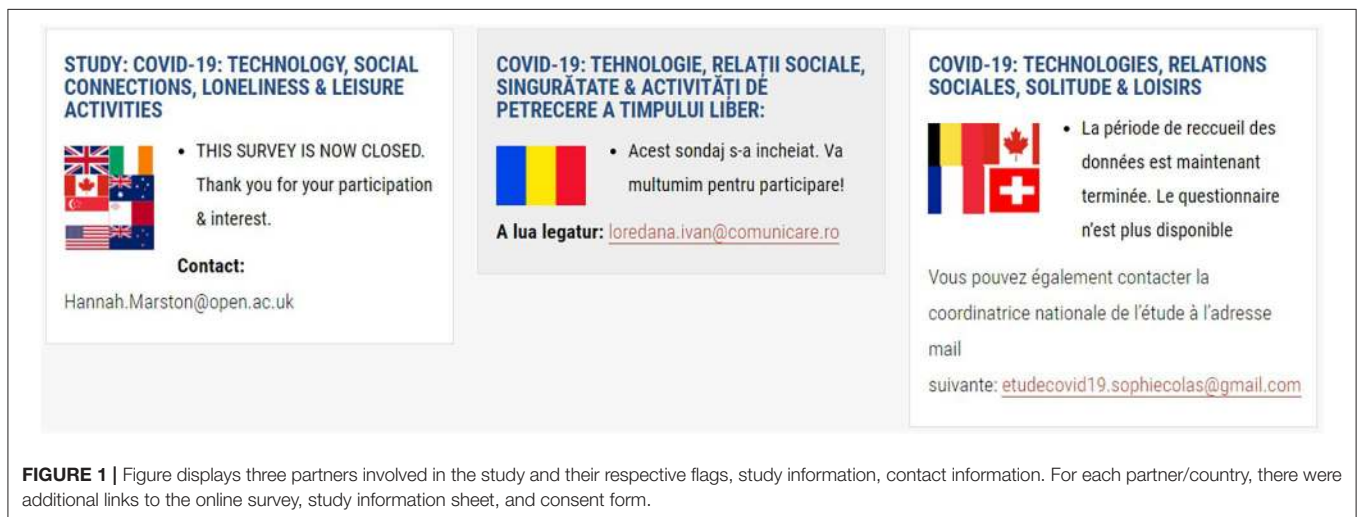 STUDY: COVID-19: TECHNOLOGY, SOCIAL
CONNECTIONS, LONELINESS & LEISURE
ACTIVITIES
• THIS SURVEY IS NOW CLOSED.
Thank you for your participation
& interest.
Contact:
Hannah.Marston@open.ac.uk
COVID-19: TEHNOLOGIE, RELAȚII SOCIALE,
SINGURĂTATE & ACTIVITĂȚI DE
PETRECERE A TIMPULUI LIBER:
• Acest sondaj s-a incheiat. Va
multumim pentru participare!
A lua legatur: loredana.ivan@comunicare.ro
COVID-19: TECHNOLOGIES, RELATIONS
SOCIALES, SOLITUDE & LOISIRS
• La période de reccueil des
données est maintenant
terminée. Le questionnaire
n'est plus disponible
Vous pouvez également contacter la
coordinatrice nationale de l'étude à l'adresse
mail
suivante: etudecovid19.sophiecolas@gmail.com
FIGURE 1 | Figure displays three partners involved in the study and their respective flags, study information, contact information. For each partner/country, there were
additional links to the online survey, study information sheet, and consent form.